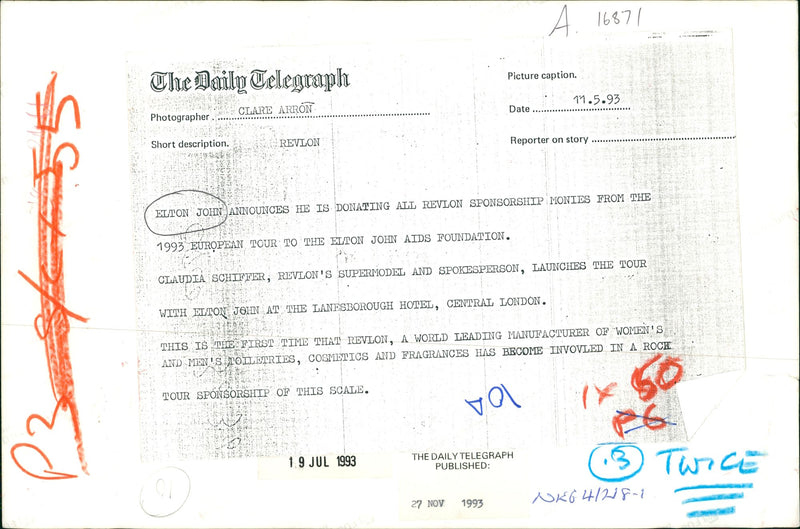 A. 16871
The Daily Telegraph
Picture caption.
Photographer. CLARE ARRON
Date 11.5.93
Short description. REVLON
Reporter on story
ELTON JOHN ANNOUNCES HE IS DONATING ALL REVLON SPONSORSHIP MONIES FROM THE
1993 EUROPEAN TOUR TO THE ELTON JOHN AIDS FOUNDATION.
CLAUDIA SCHIFFER, REVLON'S SUPERMODEL AND SPOKESPERSON, LAUNCHES THE TOUR
WITH ELTON JOHN AT THE LANESBOROUGH HOTEL, CENTRAL LONDON.
THIS IS THE FIRST TIME THAT REVLON, A WORLD LEADING MANUFACTURER OF WOMEN'S
AND MEN'S TOILETRIES, COSMETICS AND FRAGRANCES HAS BECOME INVOVLED IN A ROCK
TOUR SPONSORSHIP OF THIS SCALE.
1x 50
P6
19 JUL 1993
THE DAILY TELEGRAPH
PUBLISHED:
.3 TWICE
27 NOV 1993